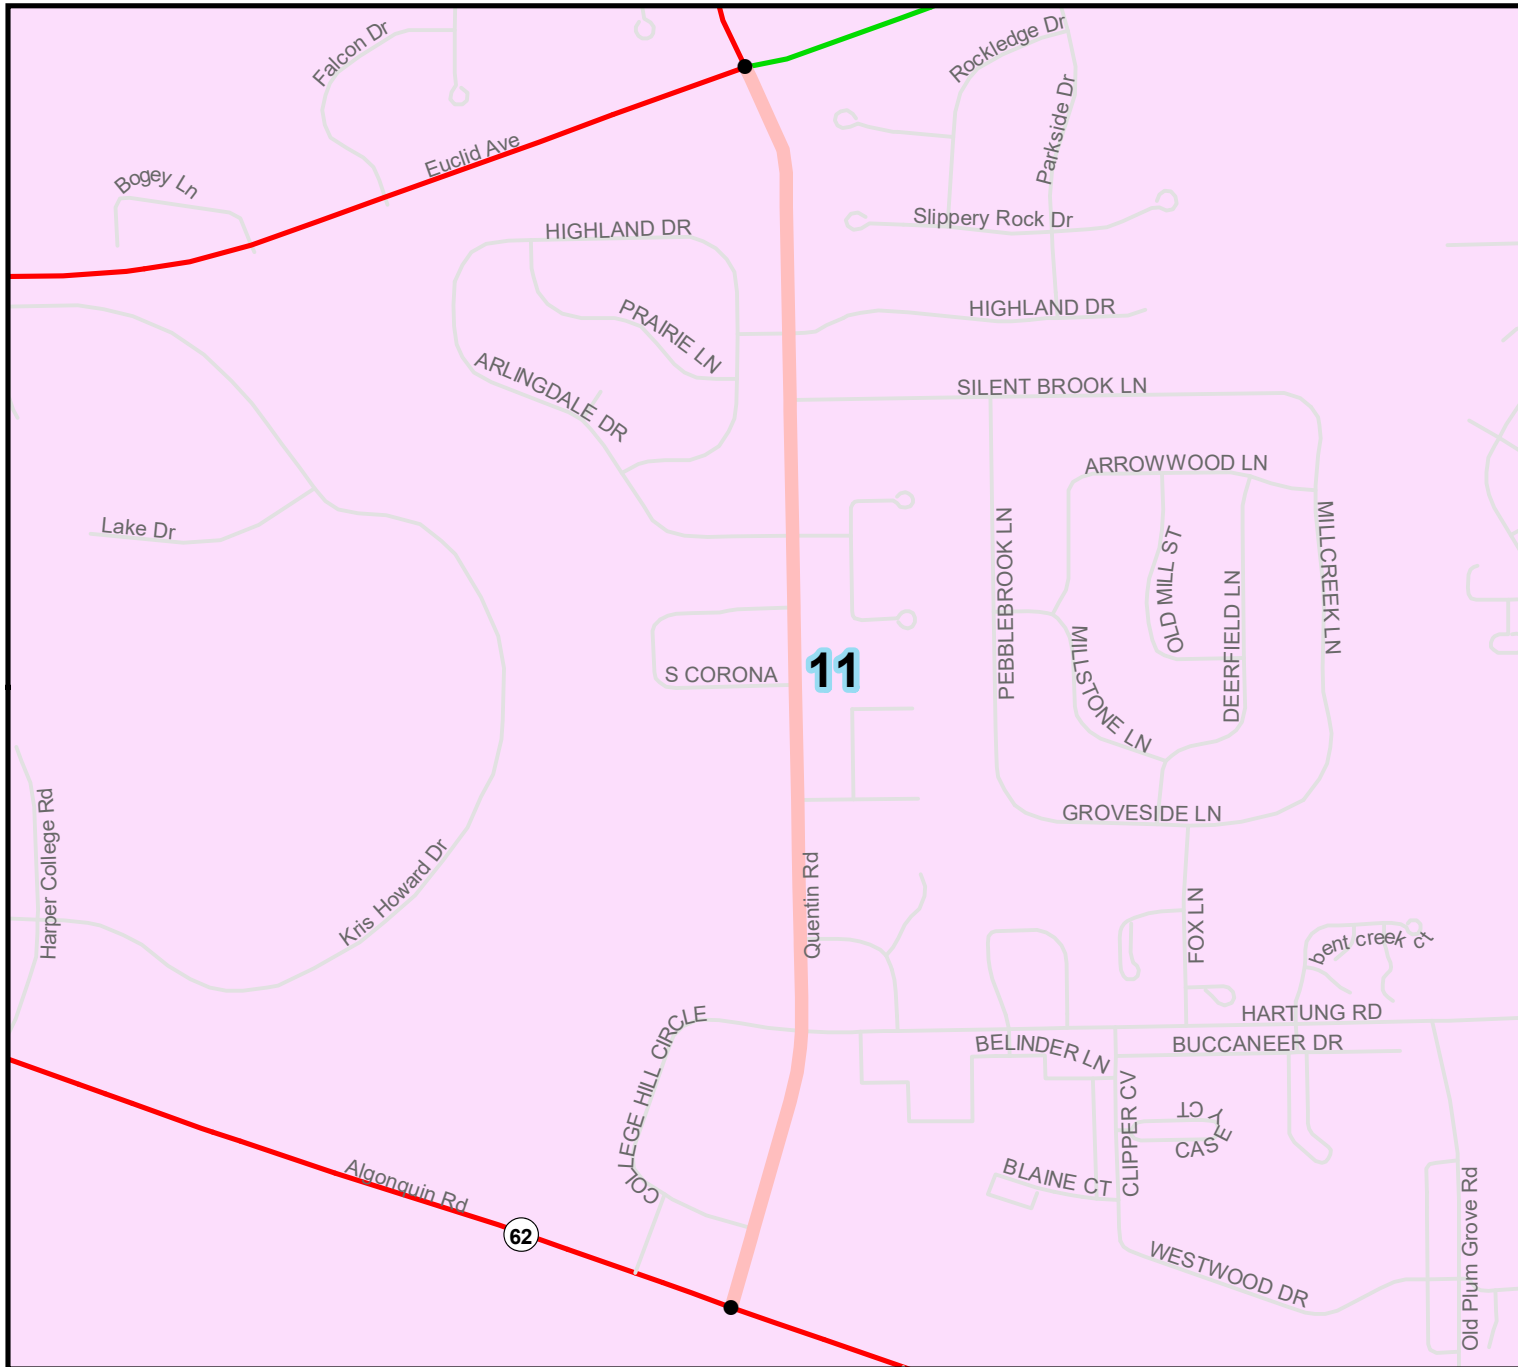 Falcon Dr
Rockledge Dr
Parkside Dr
Euclid Ave
Bogey Ln
Slippery Rock Dr
HIGHLAND DR
HIGHLAND DR
PRAIRIE LN
ARLINGDALE DR
SILENT BROOK LN
ARROWWOOD LN
Lake Dr
PEBBLEBROOK LN
OLD MILL ST
DEERFIELD LN
MILLCREEK LN
MILLSTONE LN
S CORONA
11
GROVESIDE LN
Harper College Rd
Kris Howard Dr
Quentin Rd
FOX LN
bent creek ct
HARTUNG RD
COLLEGE HILL CIRCLE
BELINDER LN
BUCCANEER DR
CLIPPER CV
CASEY CT
BLAINE CT
Algonquin Rd
62
WESTWOOD DR
Old Plum Grove Rd